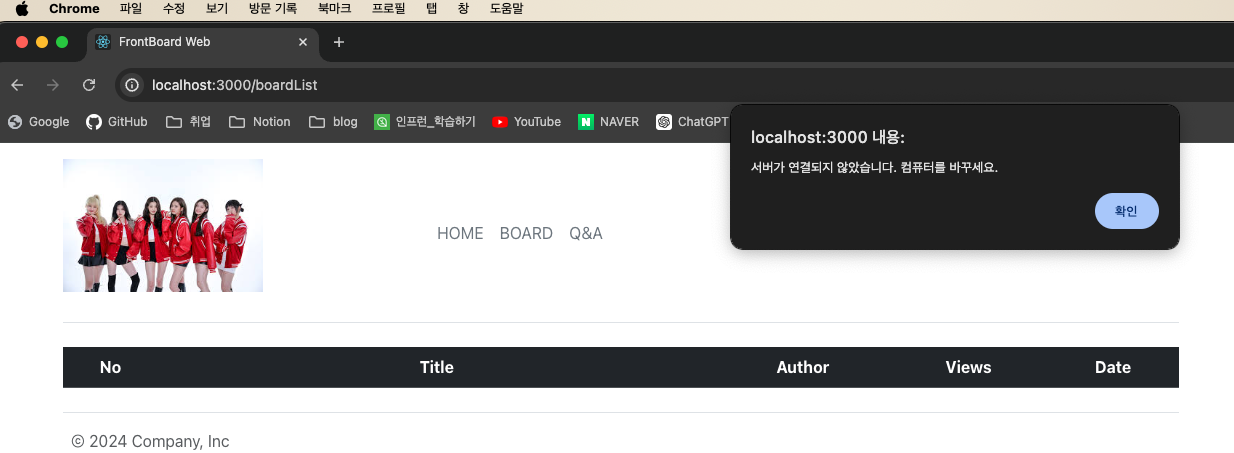 Chrome 파일 수정 보기 방문 기록 북마크 프로필 탭 창 도움말
FrontBoard Web
localhost:3000/boardList
Google GitHub 취업 Notion blog 인프런_학습하기 YouTube NAVER ChatGPT
localhost:3000 내용:
서버가 연결되지 않았습니다. 컴퓨터를 바꾸세요.
확인
HOME BOARD Q&A
No Title Author Views Date
© 2024 Company, Inc